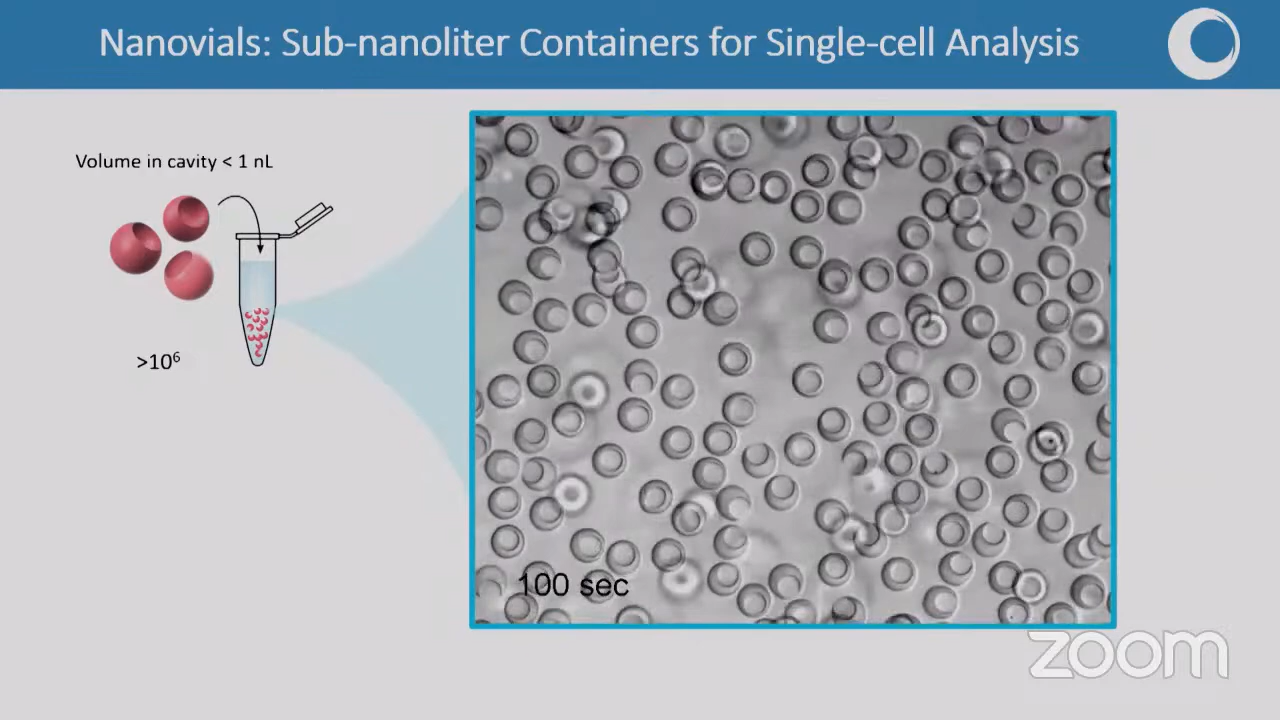 Nanovials: Sub-nanoliter Containers for Single-cell Analysis
Volume in cavity < 1 nL
>10⁶
100 sec
zoom